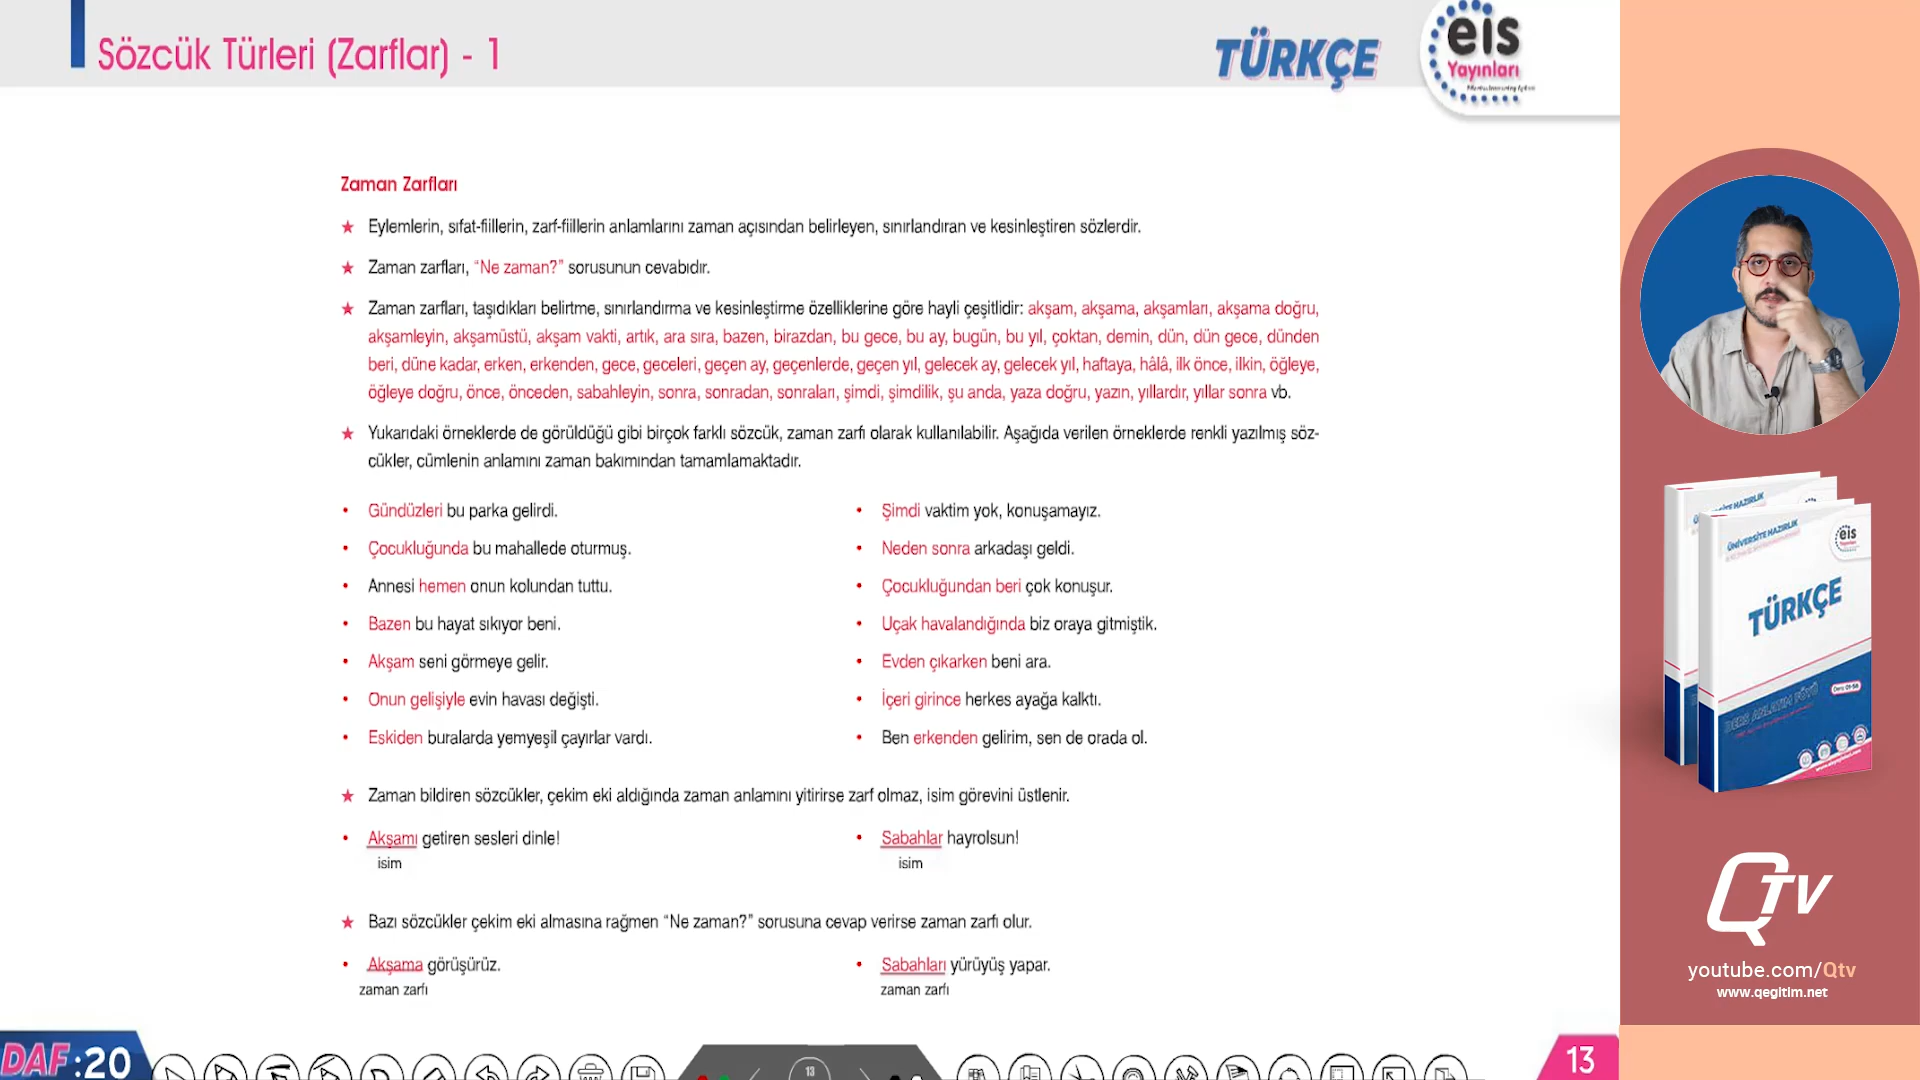 Sözcük Türleri (Zarflar) - 1
TÜRKÇE
eis
Yayınları
Zaman Zarfları
★ Eylemlerin, sıfat-fiillerin, zarf-fiillerin anlamlarını zaman açısından belirleyen, sınırlandıran ve kesinleştiren sözlerdir.
★ Zaman zarfları, “Ne zaman?” sorusunun cevabıdır.
★ Zaman zarfları, taşıdıkları belirtme, sınırlandırma ve kesinleştirme özelliklerine göre hayli çeşitlidir: akşam, akşama, akşamları, akşama doğru,
akşamleyin, akşamüstü, akşam vakti, artık, ara sıra, bazen, birazdan, bu gece, bu ay, bugün, bu yıl, çoktan, demin, dün, dün gece, dünden
beri, düne kadar, erken, erkenden, gece, geceleri, geçen ay, geçenlerde, geçen yıl, gelecek ay, gelecek yıl, haftaya, hâlâ, ilk önce, ilkin, öğleye,
öğleye doğru, önce, önceden, sabahleyin, sonra, sonradan, sonraları, şimdi, şimdilik, şu anda, yaza doğru, yazın, yıllardır, yıllar sonra vb.
★ Yukarıdaki örneklerde de görüldüğü gibi birçok farklı sözcük, zaman zarfı olarak kullanılabilir. Aşağıda verilen örneklerde renkli yazılmış söz-
cükler, cümlenin anlamını zaman bakımından tamamlamaktadır.
• Gündüzleri bu parka gelirdi.
• Çocukluğunda bu mahallede oturmuş.
• Annesi hemen onun kolundan tuttu.
• Bazen bu hayat sıkıyor beni.
• Akşam seni görmeye gelir.
• Onun gelişiyle evin havası değişti.
• Eskiden buralarda yemyeşil çayırlar vardı.
• Şimdi vaktim yok, konuşamayız.
• Neden sonra arkadaşı geldi.
• Çocukluğundan beri çok konuşur.
• Uçak havalandığında biz oraya gitmiştik.
• Evden çıkarken beni ara.
• İçeri girince herkes ayağa kalktı.
• Ben erkenden gelirim, sen de orada ol.
★ Zaman bildiren sözcükler, çekim eki aldığında zaman anlamını yitirirse zarf olmaz, isim görevini üstlenir.
• Akşamı getiren sesleri dinle!
isim
• Sabahlar hayrolsun!
isim
★ Bazı sözcükler çekim eki almasına rağmen “Ne zaman?” sorusuna cevap verirse zaman zarfı olur.
• Akşama görüşürüz.
zaman zarfı
• Sabahları yürüyüş yapar.
zaman zarfı
DAF :20
13
13
ÜNİVERSİTE HAZIRLIK
eis
TÜRKÇE
DERS ANLATIM FÖYÜ
QTV
youtube.com/Qtv
www.qegitim.net